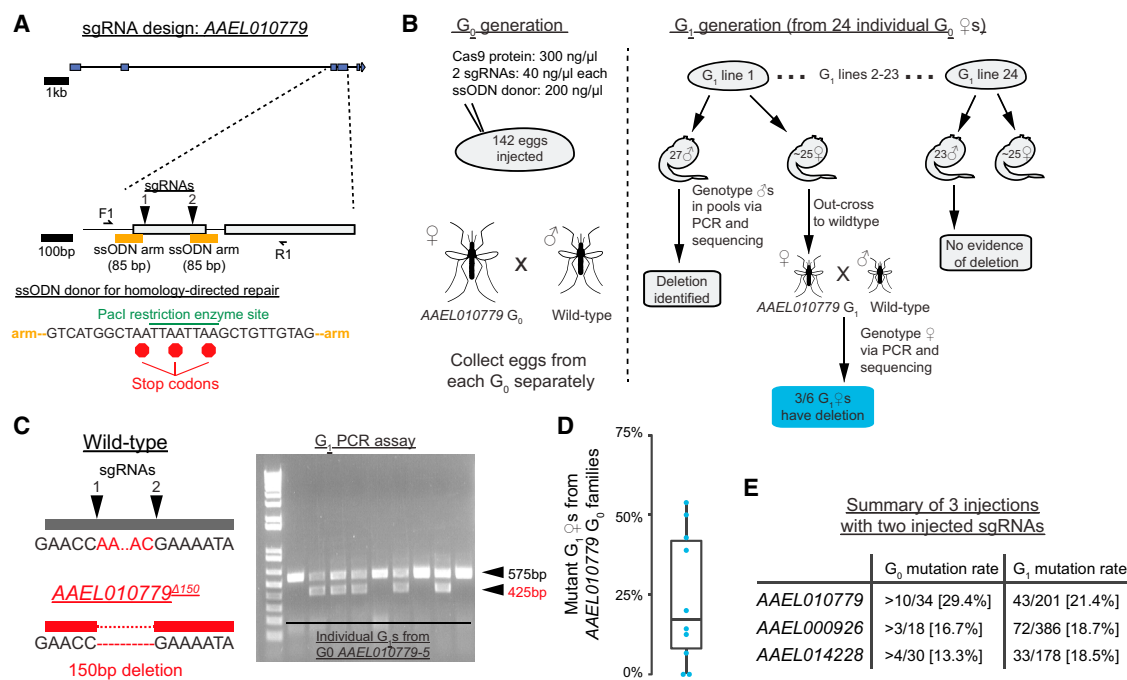 A
sgRNA design: AAEL010779
1kb
sgRNAs
1 2
F1
R1
100bp
ssODN arm ssODN arm
(85 bp) (85 bp)
ssODN donor for homology-directed repair
PacI restriction enzyme site
arm--GTCATGGCTAATTAATTAAGCTGTTGTAG--arm
Stop codons
B
G0 generation
Cas9 protein: 300 ng/µl
2 sgRNAs: 40 ng/µl each
ssODN donor: 200 ng/µl
142 eggs
injected
♀ X ♂
AAEL010779 G0 Wild-type
Collect eggs from
each G0 separately
G1 generation (from 24 individual G0 ♀s)
G1 line 1 ... G1 lines 2-23 ... G1 line 24
27♂ ~25♀ 23♂ ~25♀
Genotype ♂s
in pools via
PCR and
sequencing
Out-cross
to wildtype
Deletion
identified
No evidence
of deletion
♀ X ♂
AAEL010779 G1 Wild-type
Genotype ♀
via PCR and
sequencing
3/6 G1♀s
have deletion
C
Wild-type
sgRNAs
1 2
GAACCAA..ACGAAAATA
AAEL010779Δ150
GAACC----------GAAAATA
150bp deletion
G1 PCR assay
575bp
425bp
Individual G1s from
G0 AAEL010779-5
D
Mutant G1♀s from
AAEL010779 G0 families
75%
50%
25%
0%
E
Summary of 3 injections
with two injected sgRNAs
G0 mutation rate G1 mutation rate
AAEL010779 >10/34 [29.4%] 43/201 [21.4%]
AAEL000926 >3/18 [16.7%] 72/386 [18.7%]
AAEL014228 >4/30 [13.3%] 33/178 [18.5%]